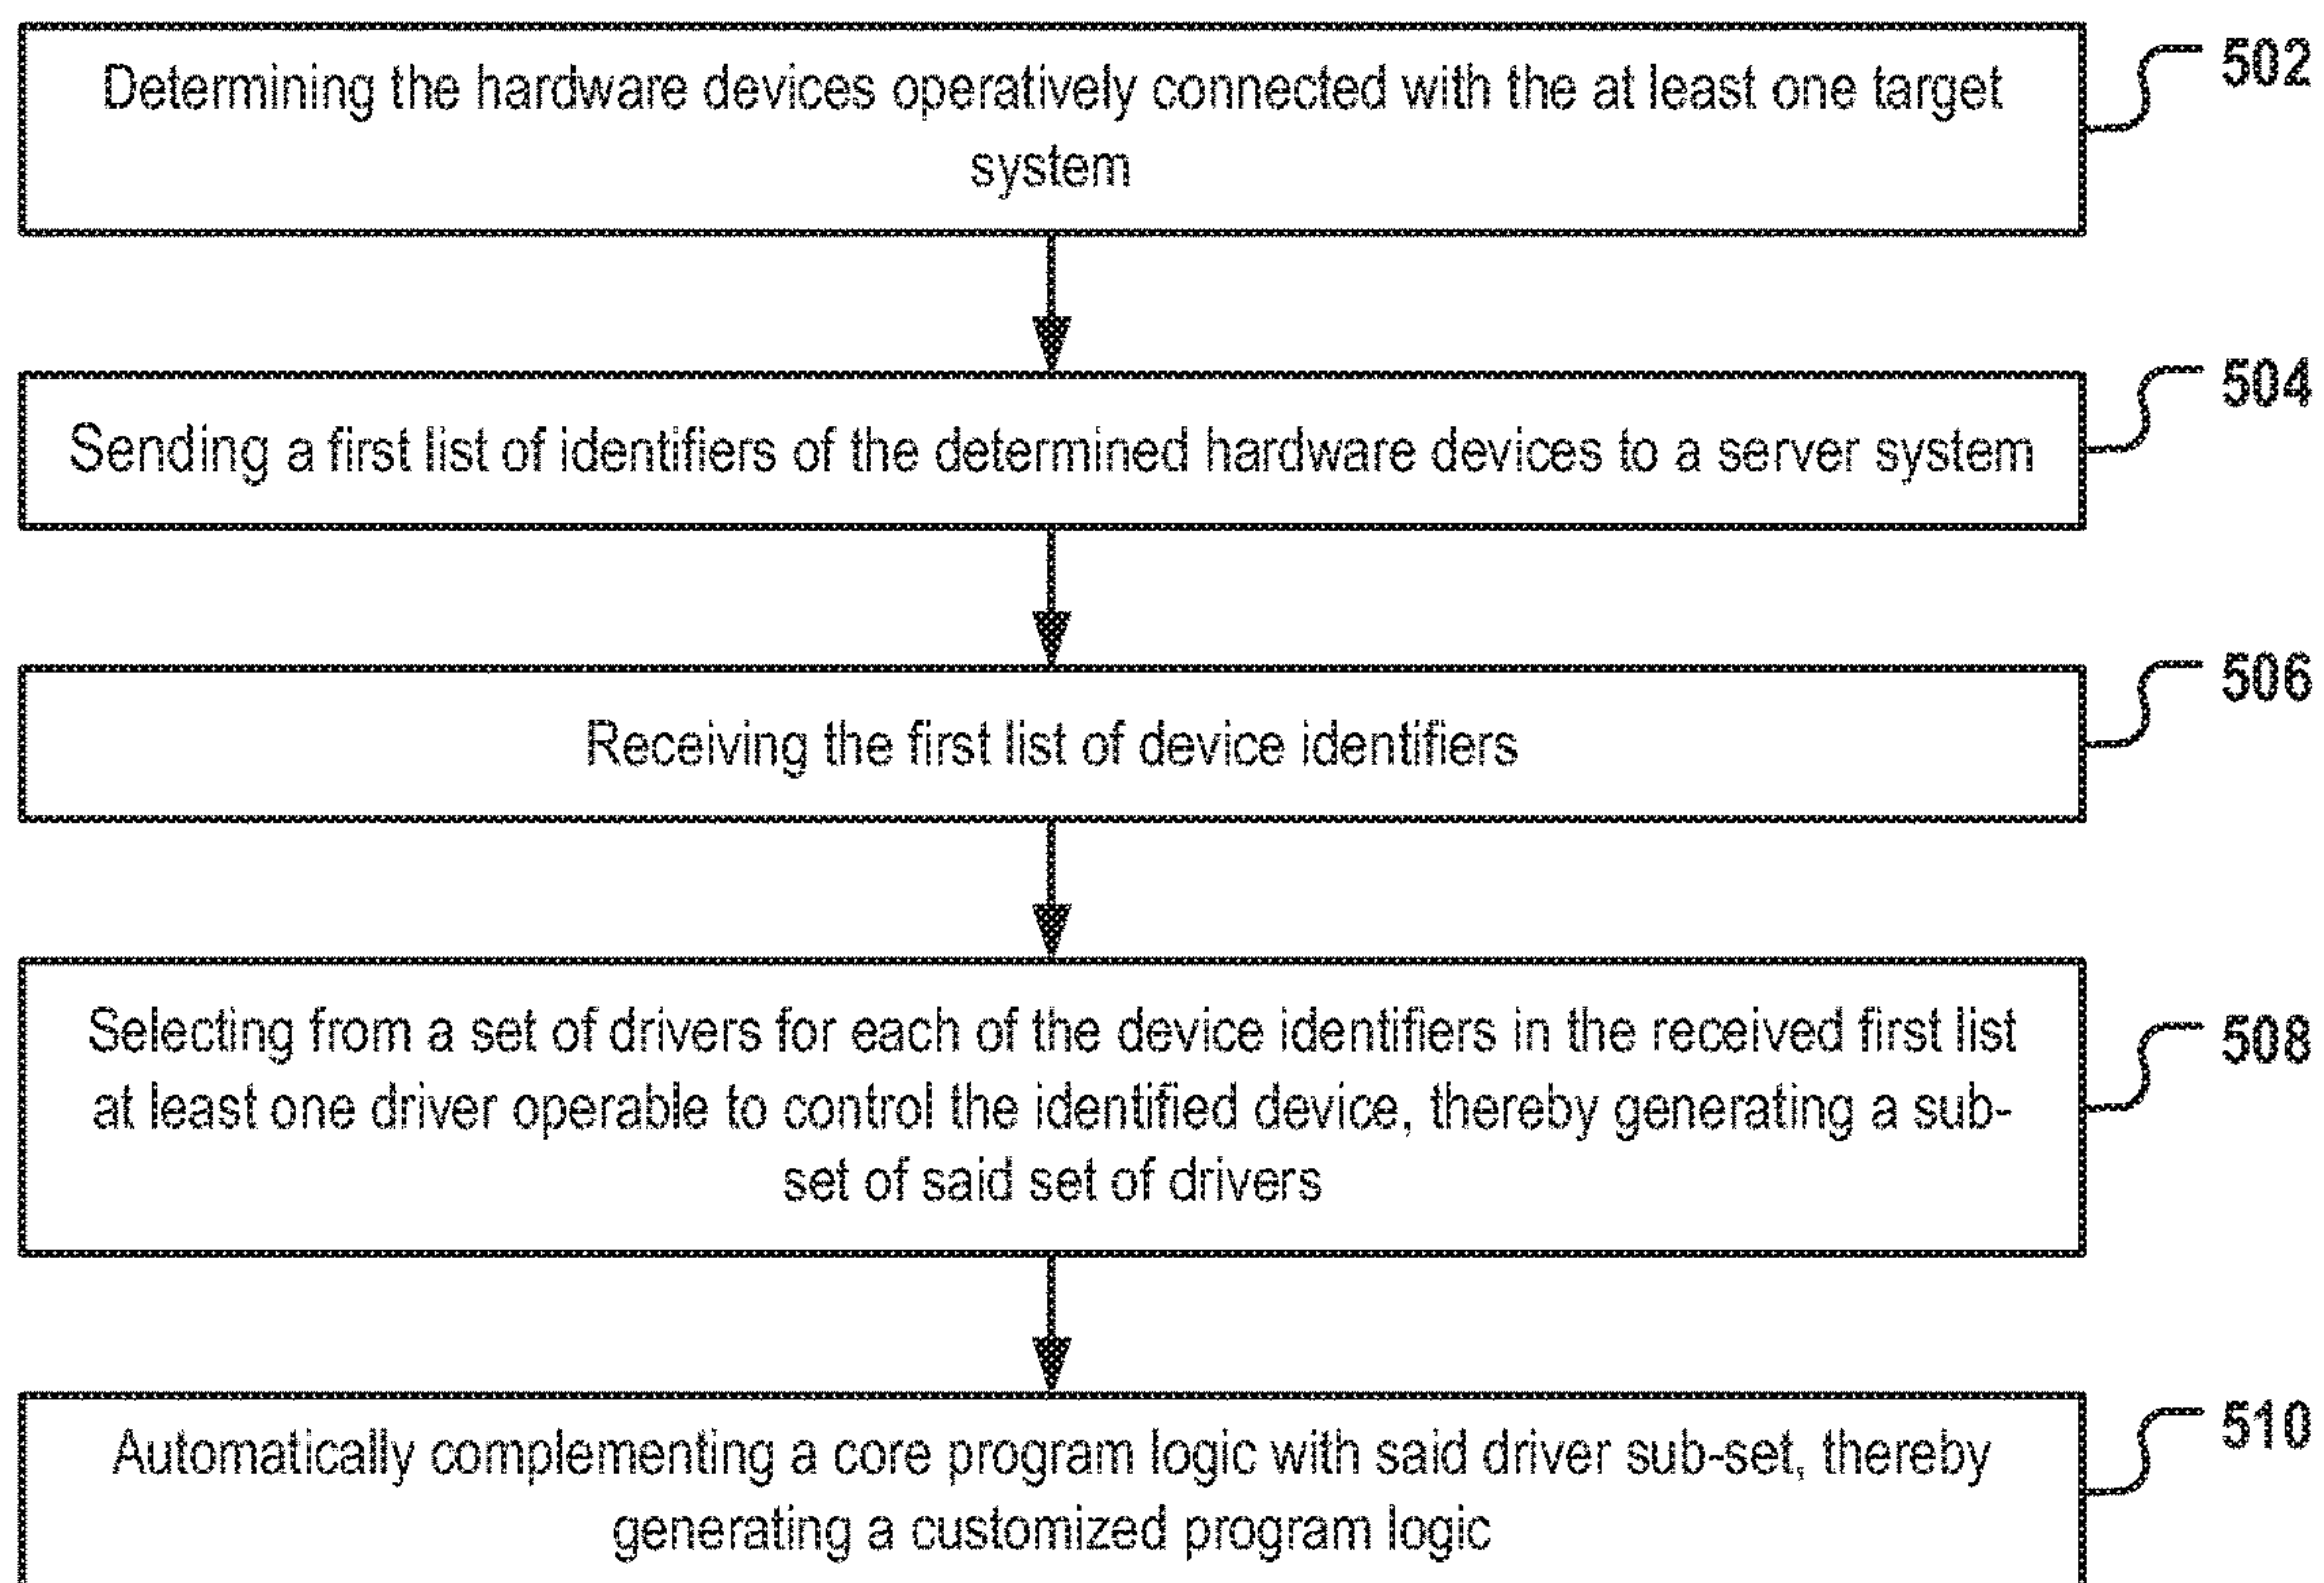 Determining the hardware devices operatively connected with the at least one target
system
502
Sending a first list of identifiers of the determined hardware devices to a server system
504
Receiving the first list of device identifiers
506
Selecting from a set of drivers for each of the device identifiers in the received first list
at least one driver operable to control the identified device, thereby generating a sub-
set of said set of drivers
508
Automatically complementing a core program logic with said driver sub-set, thereby
generating a customized program logic
510